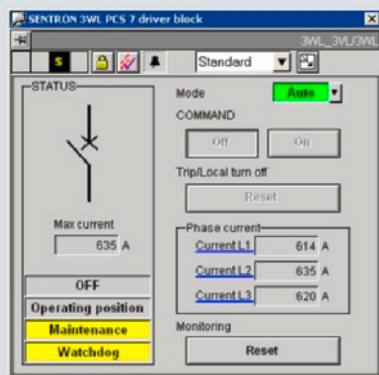 SENTRON 3WL PCS 7 driver block
3WL_3VL/3WL
S
Standard
STATUS
Max current
635 A
OFF
Operating position
Maintenance
Watchdog
Mode
Auto
COMMAND
Off
On
Trip/Local turn off
Reset
Phase current
Current L1 614 A
Current L2 635 A
Current L3 620 A
Monitoring
Reset